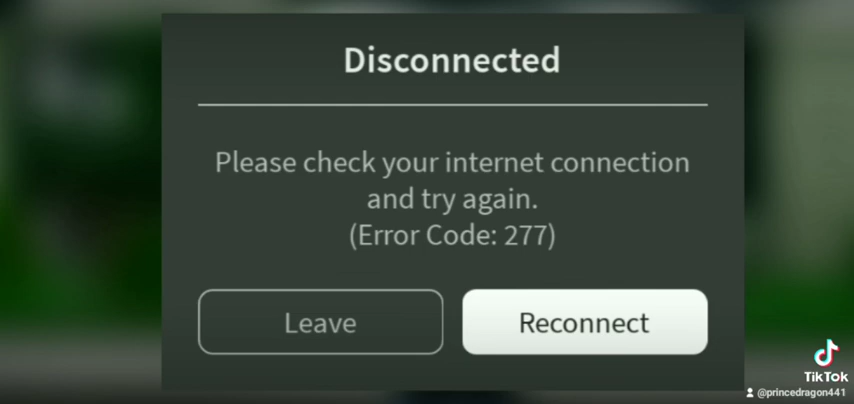 Disconnected
Please check your internet connection
and try again.
(Error Code: 277)
Leave
Reconnect
TikTok
@princedragon441